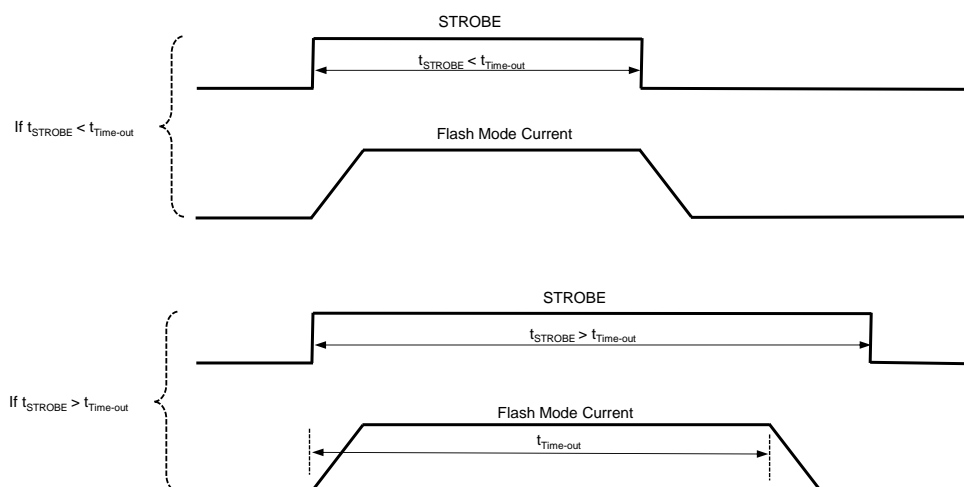 STROBE
tSTROBE < tTime-out
If tSTROBE < tTime-out
Flash Mode Current
STROBE
tSTROBE > tTime-out
If tSTROBE > tTime-out
Flash Mode Current
tTime-out